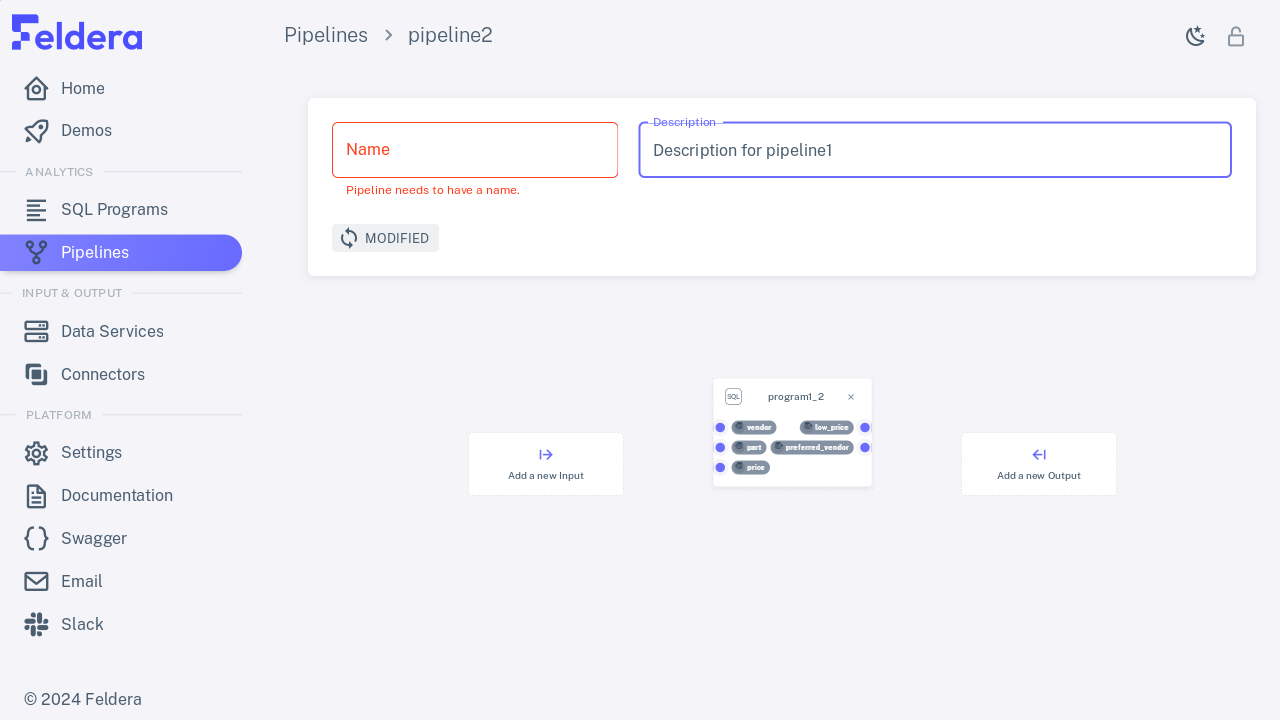 Feldera
Pipelines > pipeline2
Home
Demos
ANALYTICS
SQL Programs
Pipelines
INPUT & OUTPUT
Data Services
Connectors
PLATFORM
Settings
Documentation
Swagger
Email
Slack
© 2024 Feldera
Name
Pipeline needs to have a name.
Description
Description for pipeline1
MODIFIED
Add a new Input
SQL
program1_2
vendor
low_price
part
preferred_vendor
price
Add a new Output